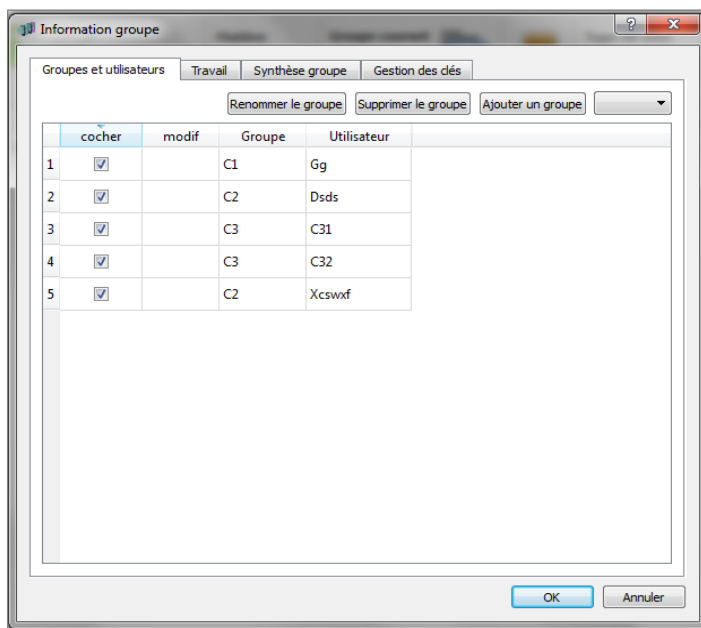 Information groupe
Groupes et utilisateurs Travail Synthèse groupe Gestion des clés
Renommer le groupe Supprimer le groupe Ajouter un groupe
cocher modif Groupe Utilisateur
1 C1 Gg
2 C2 Dsds
3 C3 C31
4 C3 C32
5 C2 Xcswxf
OK Annuler